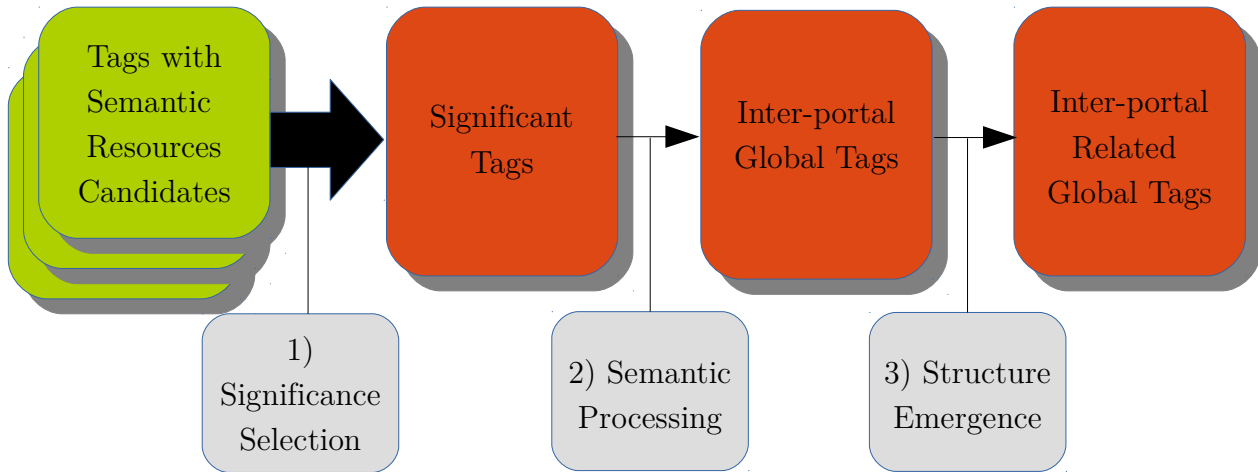 Tags with
Semantic
Resources
Candidates
Significant
Tags
Inter-portal
Global Tags
Inter-portal
Related
Global Tags
1)
Significance
Selection
2) Semantic
Processing
3) Structure
Emergence